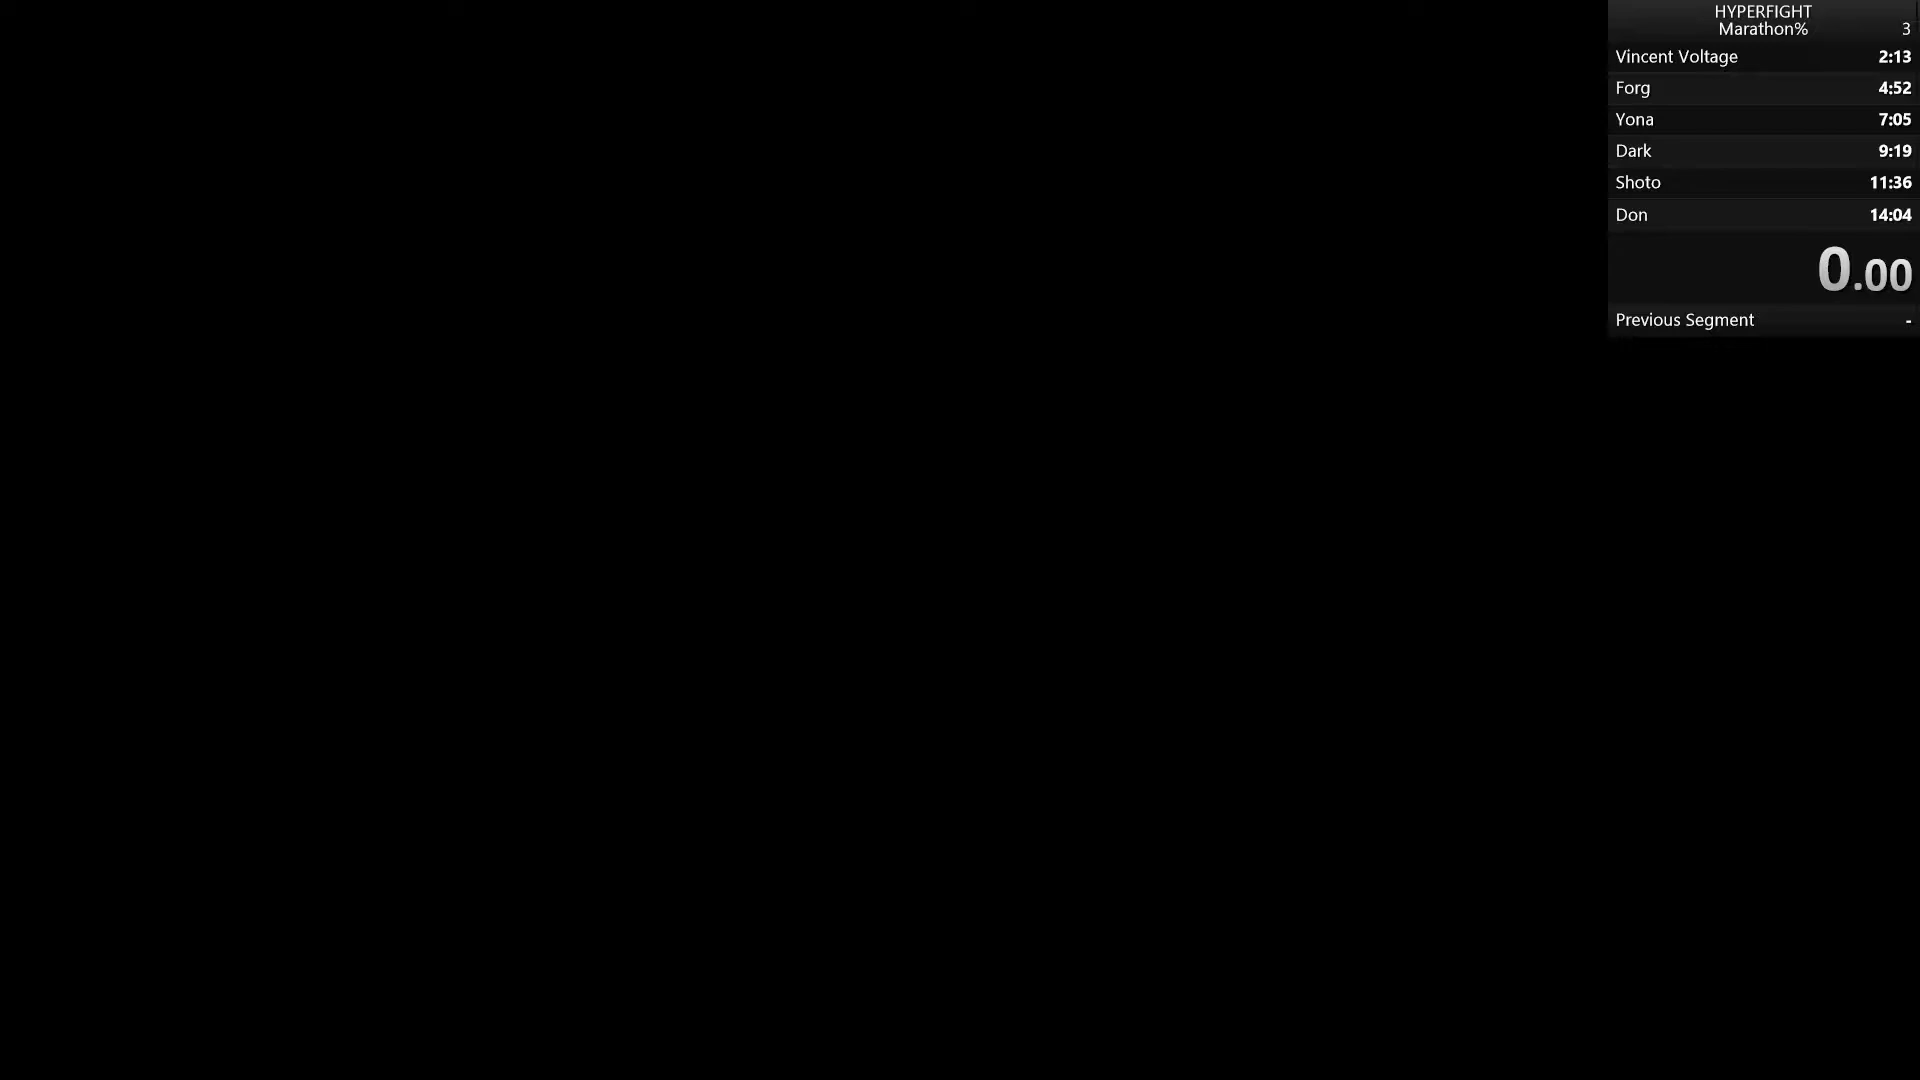 HYPERFIGHT
Marathon% 3
Vincent Voltage 2:13
Forg 4:52
Yona 7:05
Dark 9:19
Shoto 11:36
Don 14:04
0.00
Previous Segment -